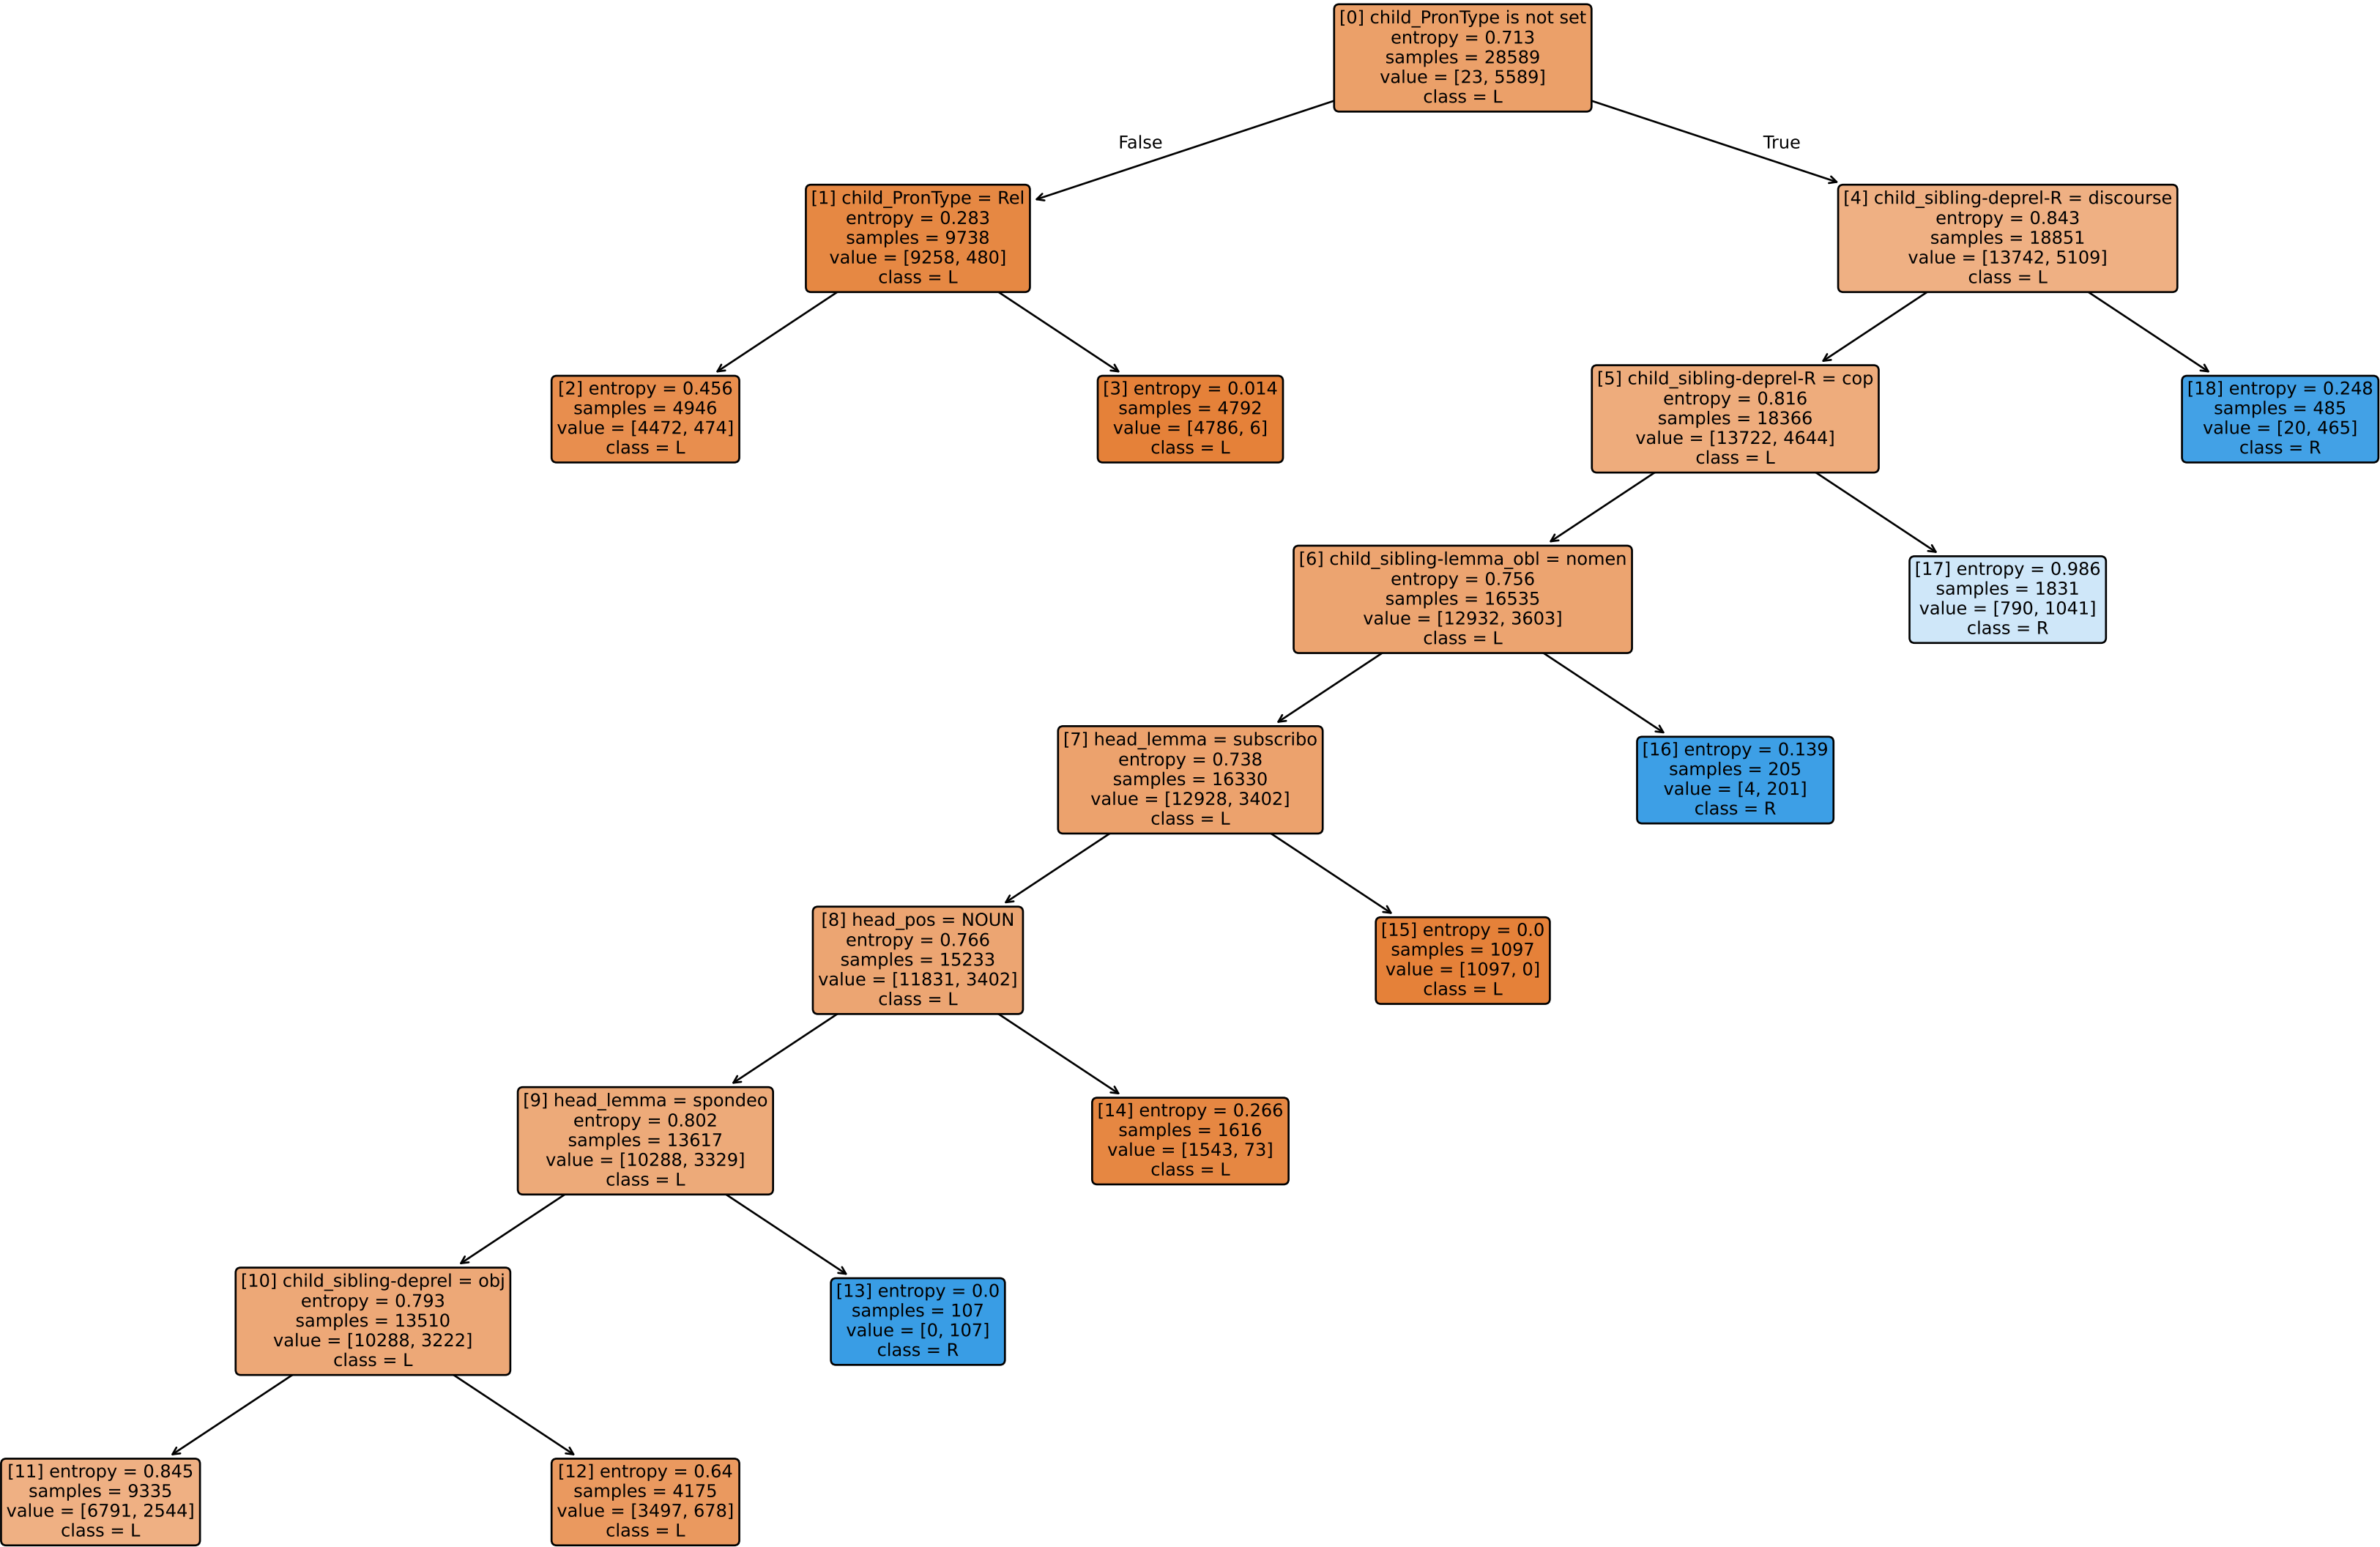 [0] child_PronType is not set
entropy = 0.713
samples = 28589
value = [23, 5589]
class = L
False
True
[1] child_PronType = Rel
entropy = 0.283
samples = 9738
value = [9258, 480]
class = L
[4] child_sibling-deprel-R = discourse
entropy = 0.843
samples = 18851
value = [13742, 5109]
class = L
[2] entropy = 0.456
samples = 4946
value = [4472, 474]
class = L
[3] entropy = 0.014
samples = 4792
value = [4786, 6]
class = L
[5] child_sibling-deprel-R = cop
entropy = 0.816
samples = 18366
value = [13722, 4644]
class = L
[18] entropy = 0.248
samples = 485
value = [20, 465]
class = R
[6] child_sibling-lemma_obl = nomen
entropy = 0.756
samples = 16535
value = [12932, 3603]
class = L
[17] entropy = 0.986
samples = 1831
value = [790, 1041]
class = R
[7] head_lemma = subscribo
entropy = 0.738
samples = 16330
value = [12928, 3402]
class = L
[16] entropy = 0.139
samples = 205
value = [4, 201]
class = R
[8] head_pos = NOUN
entropy = 0.766
samples = 15233
value = [11831, 3402]
class = L
[15] entropy = 0.0
samples = 1097
value = [1097, 0]
class = L
[9] head_lemma = spondeo
entropy = 0.802
samples = 13617
value = [10288, 3329]
class = L
[14] entropy = 0.266
samples = 1616
value = [1543, 73]
class = L
[10] child_sibling-deprel = obj
entropy = 0.793
samples = 13510
value = [10288, 3222]
class = L
[13] entropy = 0.0
samples = 107
value = [0, 107]
class = R
[11] entropy = 0.845
samples = 9335
value = [6791, 2544]
class = L
[12] entropy = 0.64
samples = 4175
value = [3497, 678]
class = L